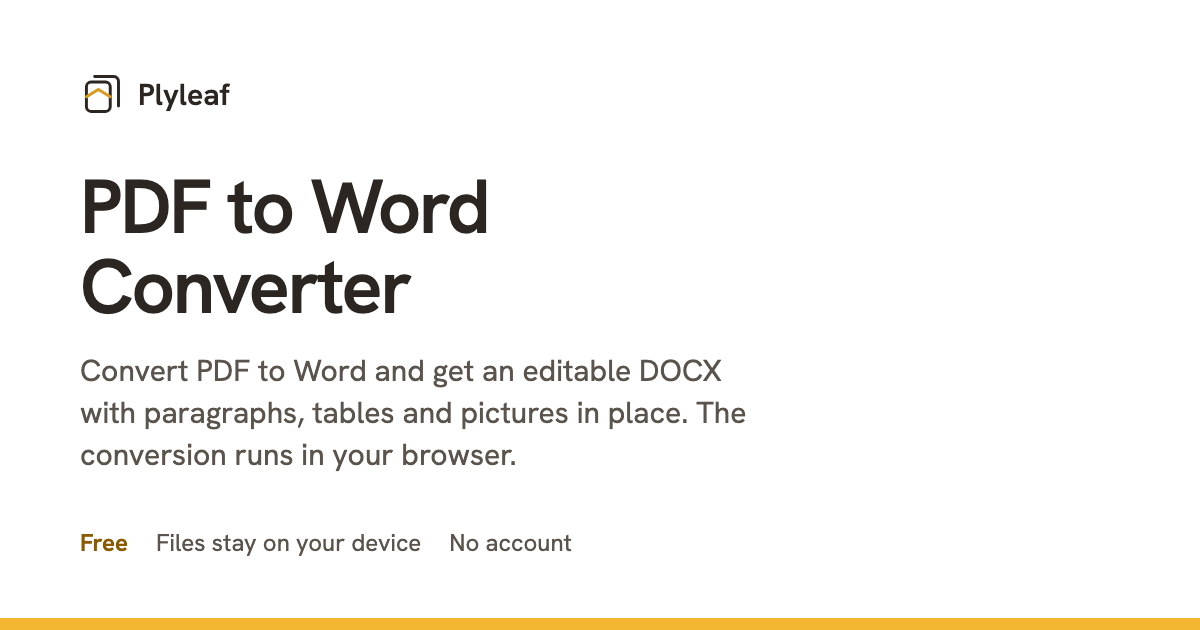 Plyleaf
PDF to Word
Converter
Convert PDF to Word and get an editable DOCX
with paragraphs, tables and pictures in place. The
conversion runs in your browser.
Free Files stay on your device No account